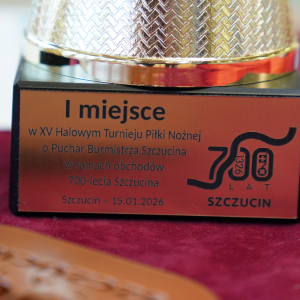 I miejsce
w XV Halowym Turnieju Piłki Nożnej
o Puchar Burmistrza Szczucina
w ramach obchodów
700-lecia Szczucina
Szczucin - 15.01.2026
700
1326
LAT
SZCZUCIN